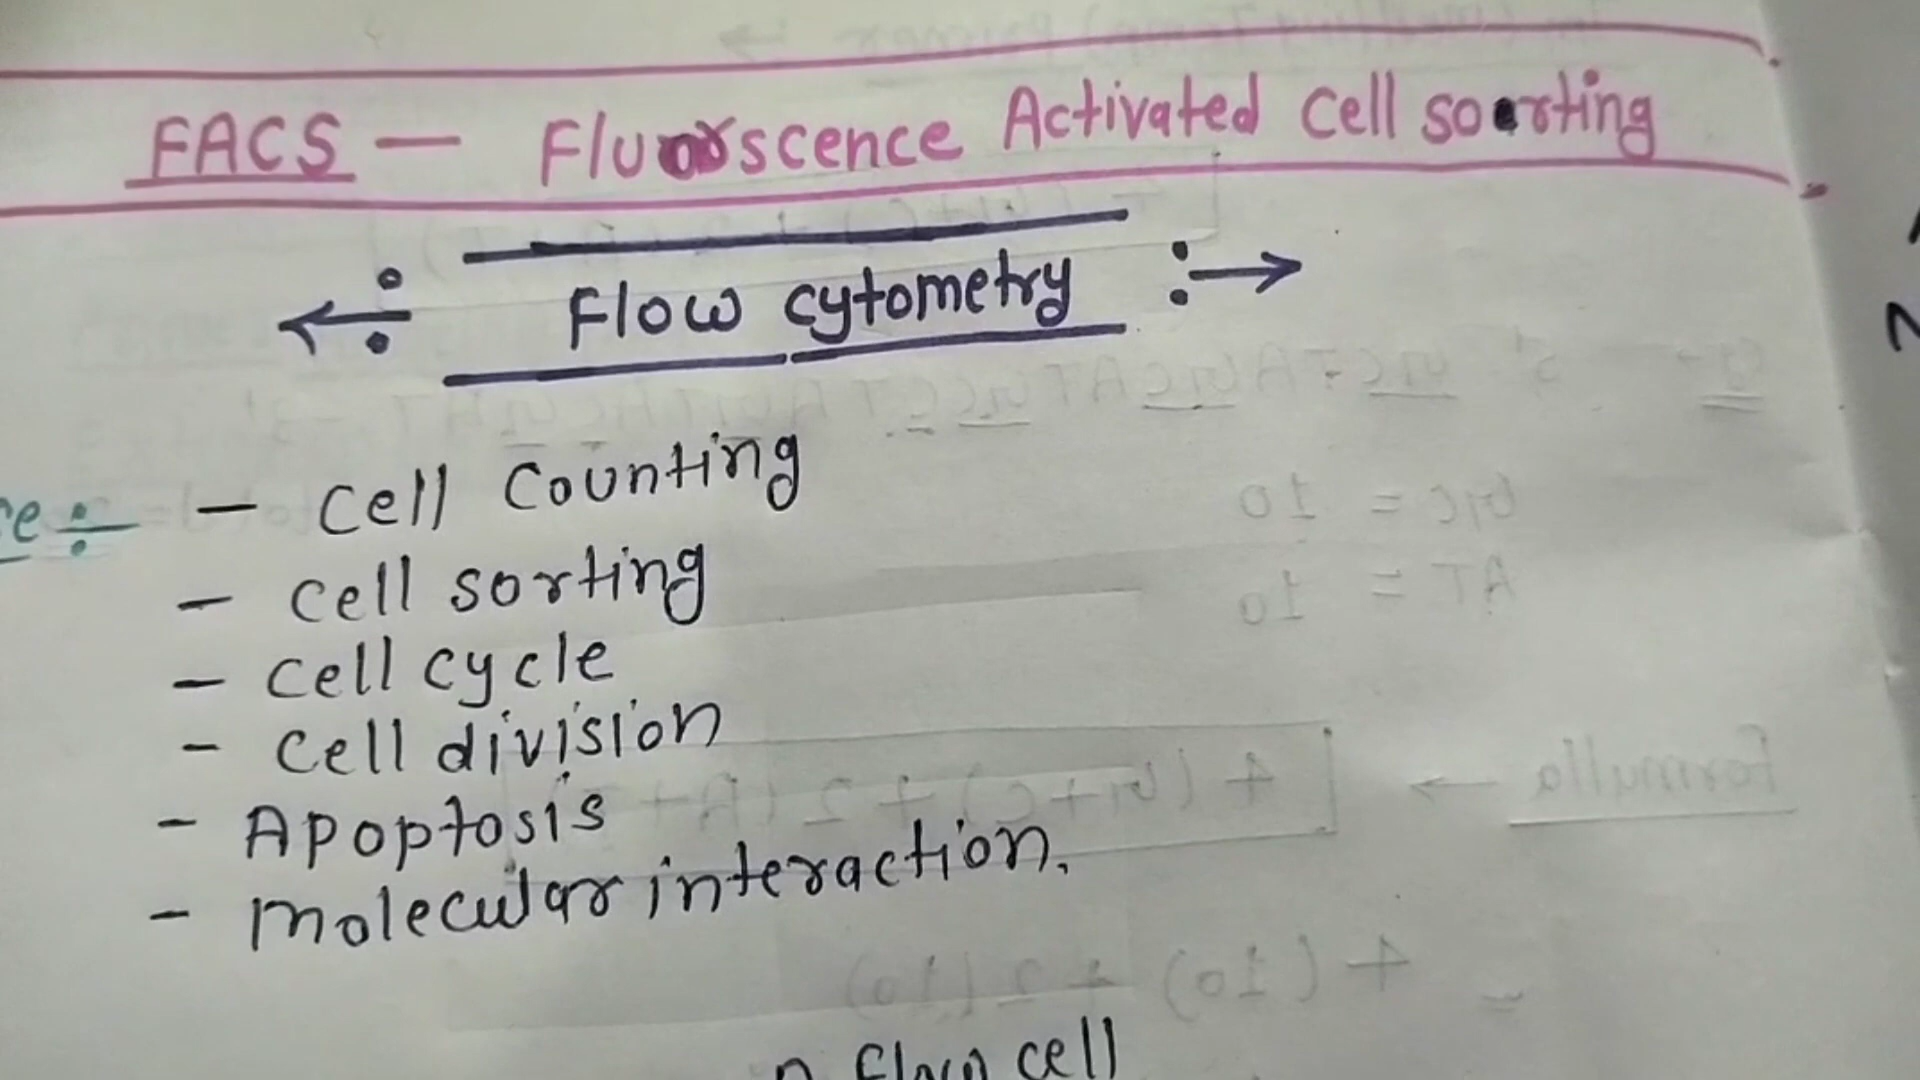 FACS — Fluorscence Activated cell sorting
Flow cytometry
— cell counting
— cell sorting
— cell cycle
— cell division
— Apoptosis
— Molecular interaction.
flow cell